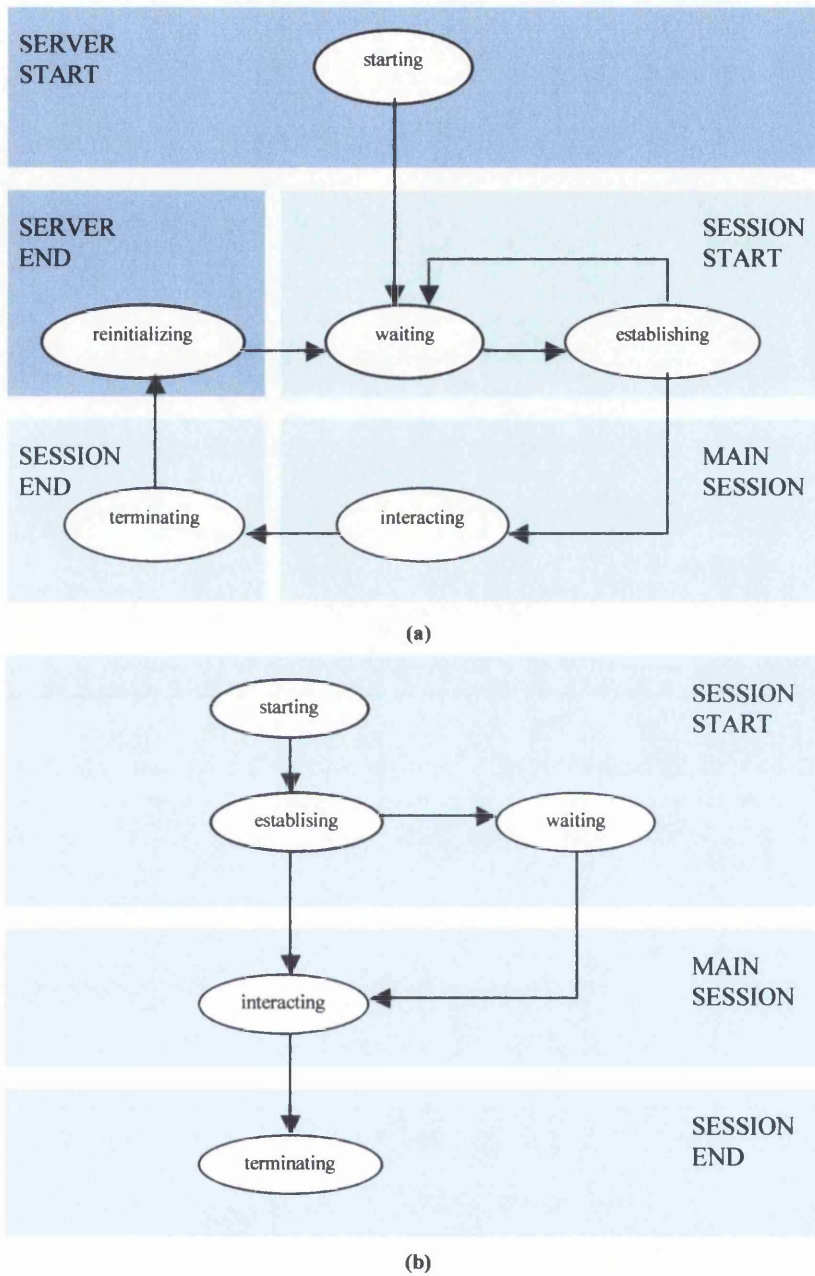 SERVER
START
starting
SERVER
END
SESSION
START
reinitializing
waiting
establishing
SESSION
END
MAIN
SESSION
terminating
interacting
(a)
starting
SESSION
START
establising
waiting
MAIN
SESSION
interacting
SESSION
END
terminating
(b)